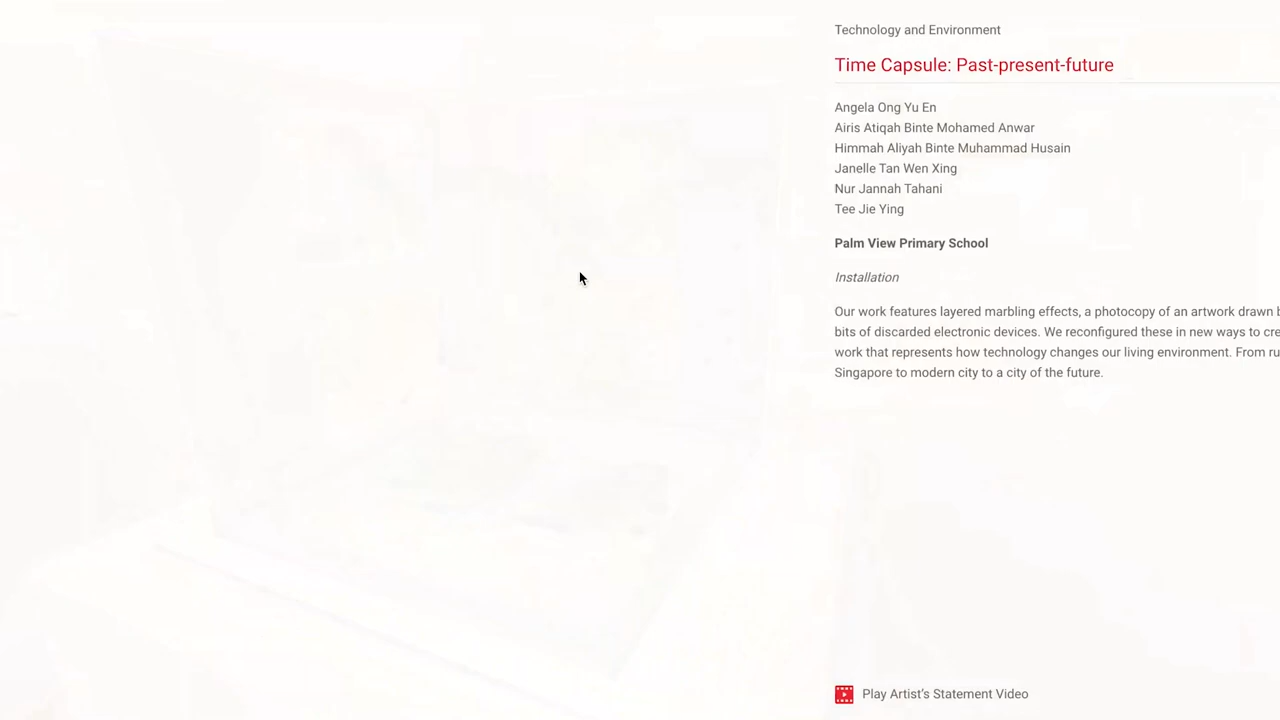 Technology and Environment
Time Capsule: Past-present-future
Angela Ong Yu En
Airis Atiqah Binte Mohamed Anwar
Himmah Aliyah Binte Muhammad Husain
Janelle Tan Wen Xing
Nur Jannah Tahani
Tee Jie Ying
Palm View Primary School
Installation
Our work features layered marbling effects, a photocopy of an artwork drawn
bits of discarded electronic devices. We reconfigured these in new ways to
work that represents how technology changes our living environment. From
Singapore to modern city to a city of the future.
Play Artist's Statement Video